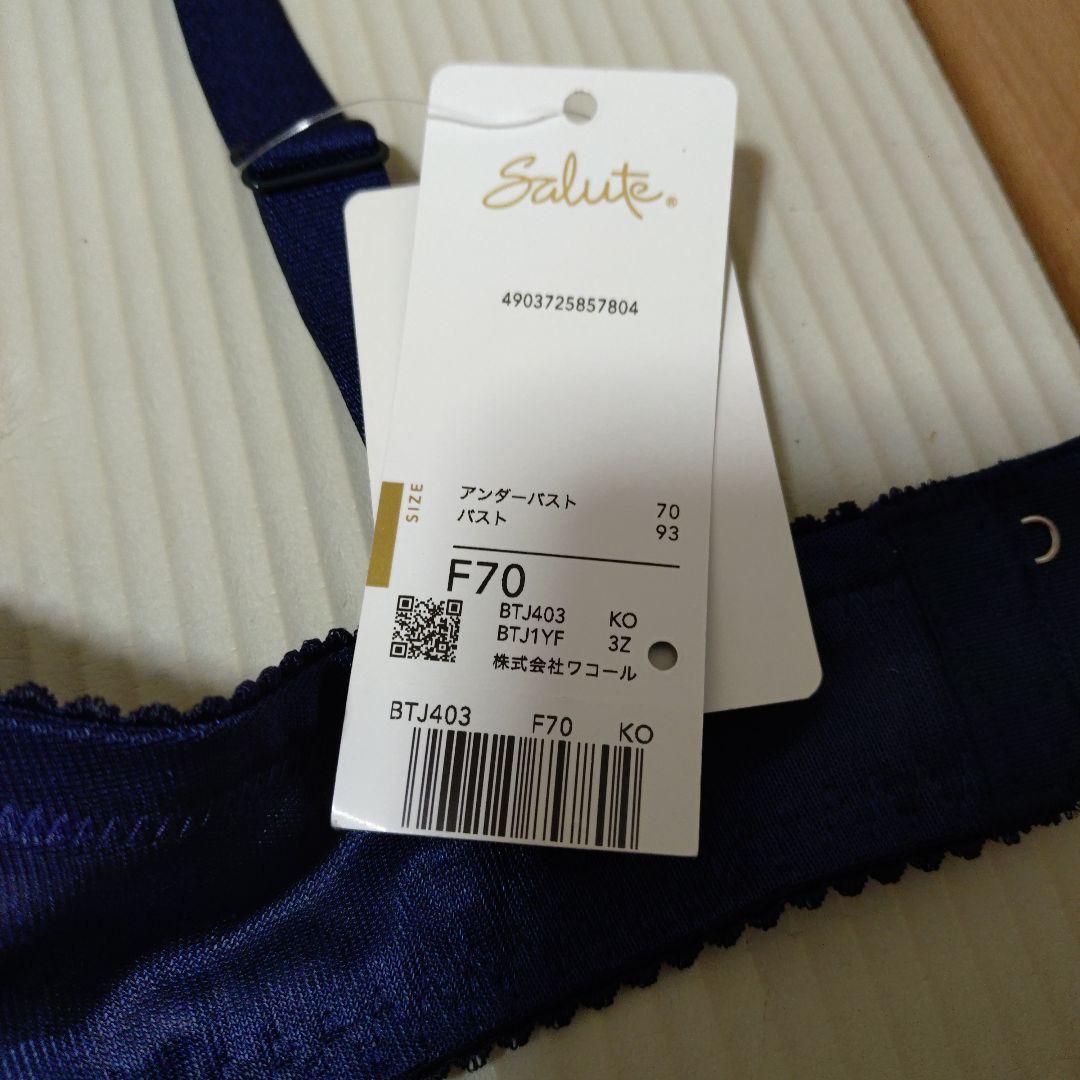 Salute®
4903725857804
SIZE
アンダーバスト 70
バスト 93
F70
BTJ403 KO
BTJ1YF 3Z
株式会社ワコール
BTJ403 F70 KO